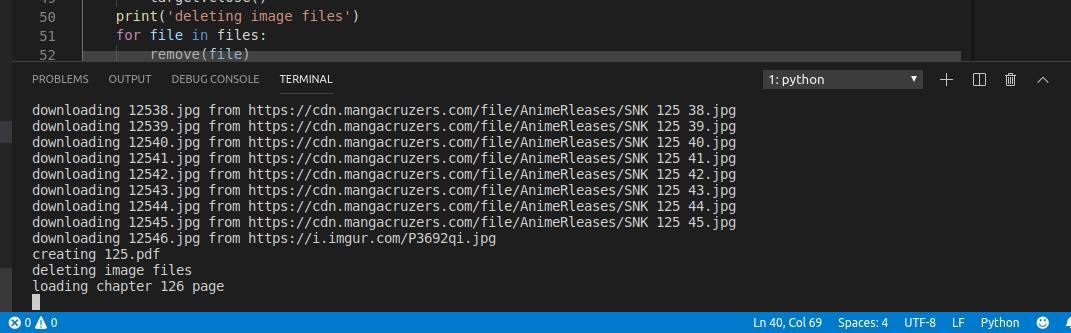 49 target.close()
50 print('deleting image files')
51 for file in files:
52 remove(file)
PROBLEMS OUTPUT DEBUG CONSOLE TERMINAL 1: python
downloading 12538.jpg from https://cdn.mangacruzers.com/file/AnimeRleases/SNK 125 38.jpg
downloading 12539.jpg from https://cdn.mangacruzers.com/file/AnimeRleases/SNK 125 39.jpg
downloading 12540.jpg from https://cdn.mangacruzers.com/file/AnimeRleases/SNK 125 40.jpg
downloading 12541.jpg from https://cdn.mangacruzers.com/file/AnimeRleases/SNK 125 41.jpg
downloading 12542.jpg from https://cdn.mangacruzers.com/file/AnimeRleases/SNK 125 42.jpg
downloading 12543.jpg from https://cdn.mangacruzers.com/file/AnimeRleases/SNK 125 43.jpg
downloading 12544.jpg from https://cdn.mangacruzers.com/file/AnimeRleases/SNK 125 44.jpg
downloading 12545.jpg from https://cdn.mangacruzers.com/file/AnimeRleases/SNK 125 45.jpg
downloading 12546.jpg from https://i.imgur.com/P3692qi.jpg
creating 125.pdf
deleting image files
loading chapter 126 page
0 0 Ln 40, Col 69 Spaces: 4 UTF-8 LF Python